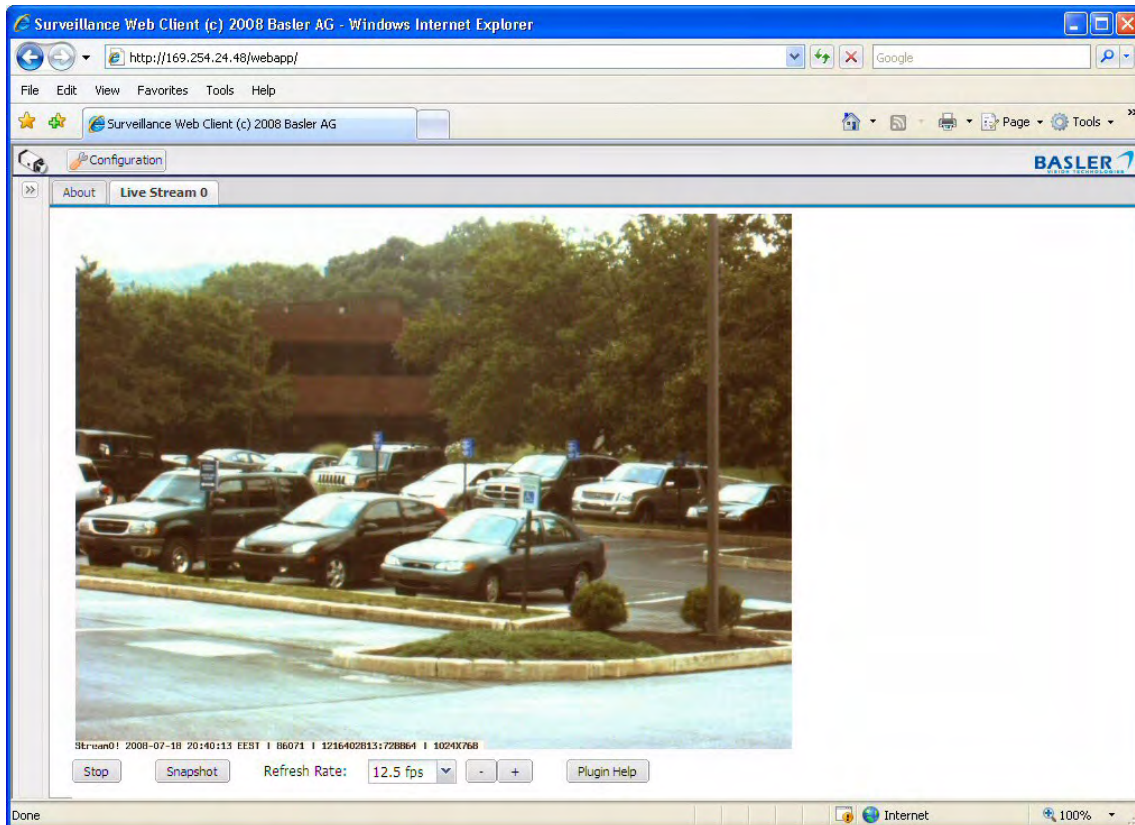 Surveillance Web Client (c) 2008 Basler AG - Windows Internet Explorer
http://169.254.24.48/webapp/
Google
File Edit View Favorites Tools Help
Surveillance Web Client (c) 2008 Basler AG
Page
Tools
Configuration
BASLER
VISION TECHNOLOGIES
About
Live Stream 0
Stream0! 2008-07-18 20:40:13 EEST | 86071 | 1216402813:728864 | 1024X768
Stop
Snapshot
Refresh Rate:
12.5 fps
-
+
Plugin Help
Done
Internet
100%